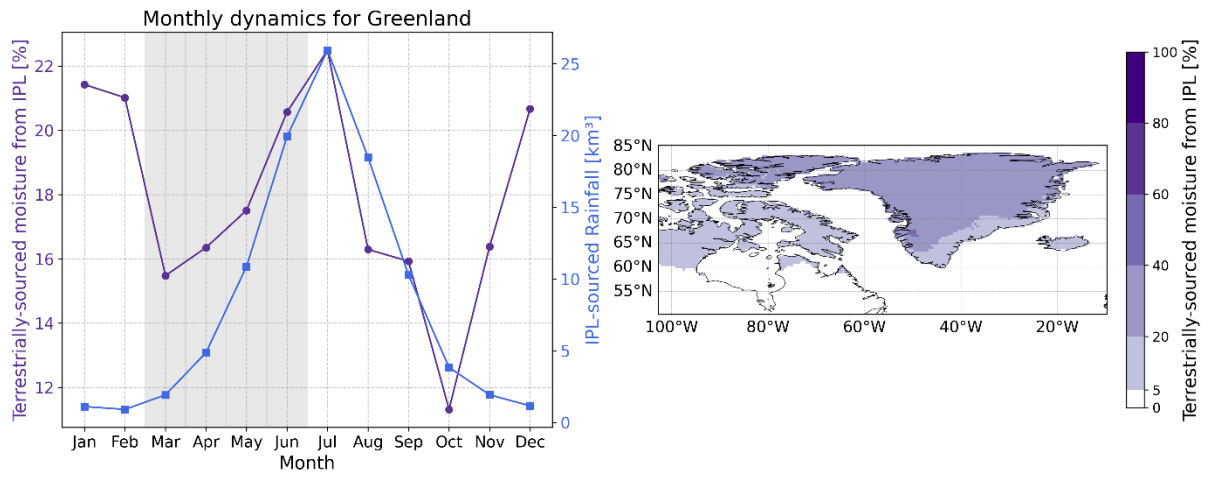 Monthly dynamics for Greenland
Terrestrially-sourced moisture from IPL [%]
22
20
18
16
14
12
25
20
15
10
5
0
IPL-sourced Rainfall [km³]
Jan Feb Mar Apr May Jun Jul Aug Sep Oct Nov Dec
Month
85°N
80°N
75°N
70°N
65°N
60°N
55°N
100°W 80°W 60°W 40°W 20°W
100
80
60
40
20
5
0
Terrestrially-sourced moisture from IPL [%]